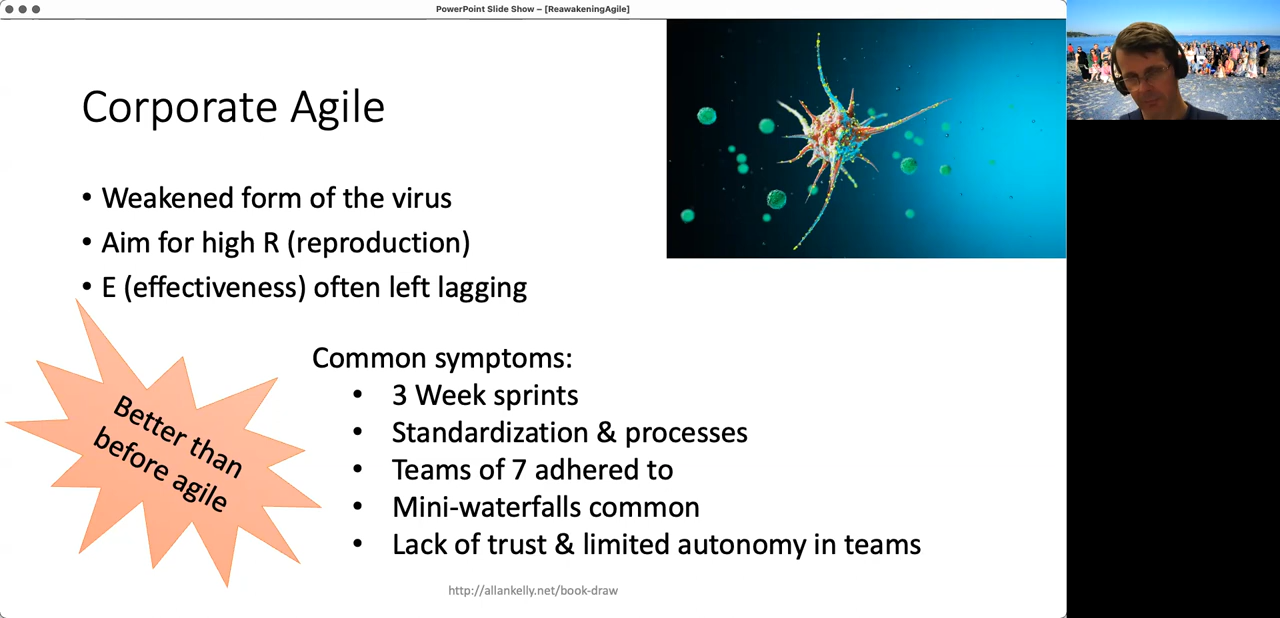 PowerPoint Slide Show – [ReawakeningAgile]
Corporate Agile
• Weakened form of the virus
• Aim for high R (reproduction)
• E (effectiveness) often left lagging
Better than
before agile
Common symptoms:
• 3 Week sprints
• Standardization & processes
• Teams of 7 adhered to
• Mini-waterfalls common
• Lack of trust & limited autonomy in teams
http://allankelly.net/book-draw